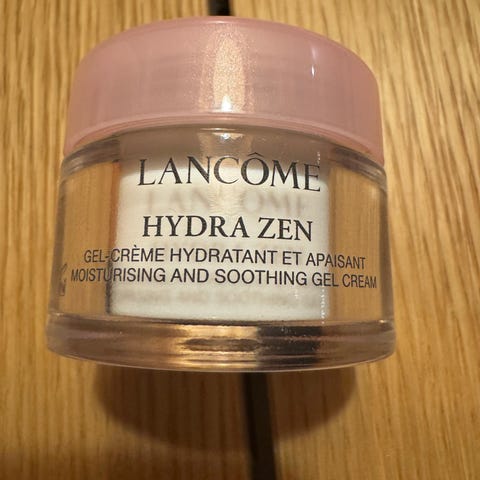 LANCÔME
HYDRA ZEN
GEL-CRÈME HYDRATANT ET APAISANT
MOISTURISING AND SOOTHING GEL CREAM